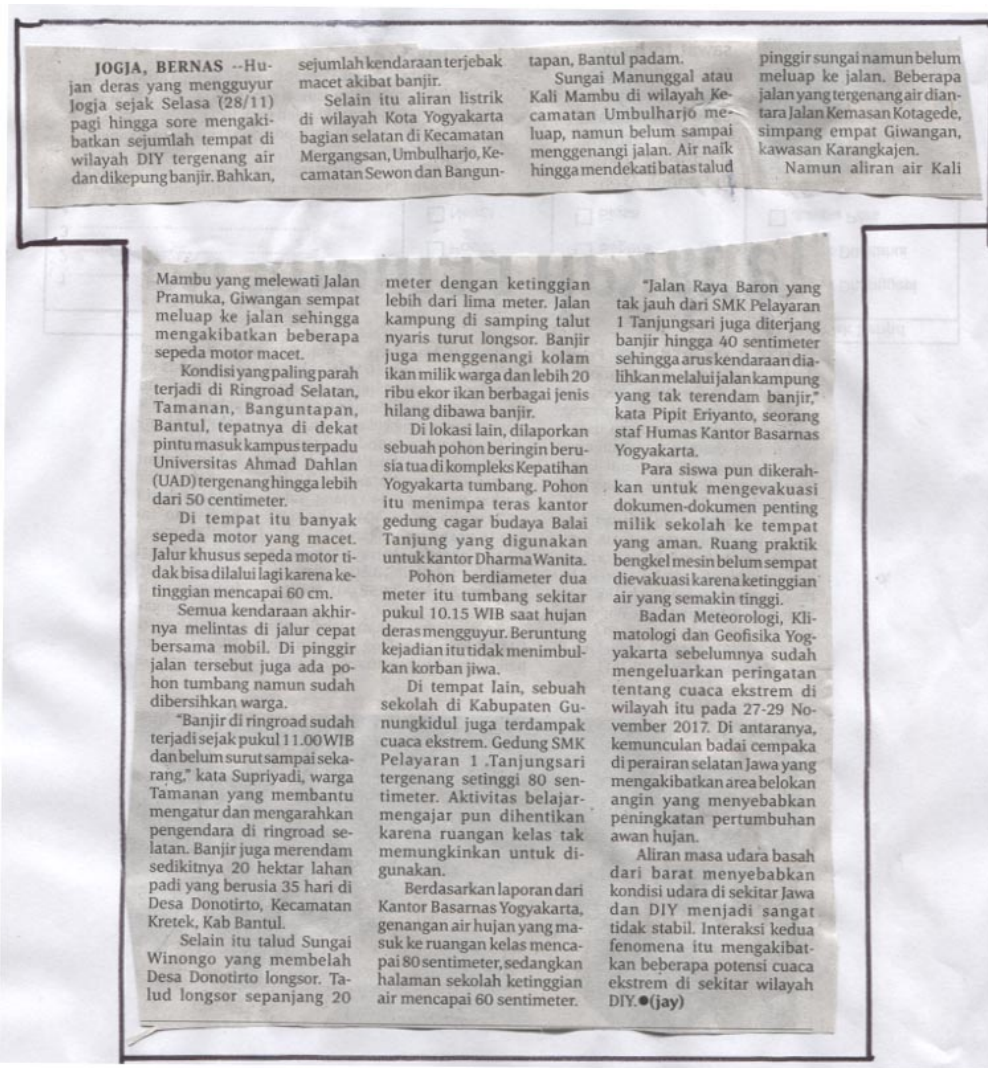 JOGJA, BERNAS --Hu-
jan deras yang mengguyur
Jogja sejak Selasa (28/11)
pagi hingga sore mengaki-
batkan sejumlah tempat di
wilayah DIY tergenang air
dan dikepung banjir. Bahkan,
sejumlah kendaraan terjebak
macet akibat banjir.
Selain itu aliran listrik
di wilayah Kota Yogyakarta
bagian selatan di Kecamatan
Mergangsan, Umbulharjo, Ke-
camatan Sewon dan Bangun-
tapan, Bantul padam.
Sungai Manunggal atau
Kali Mambu di wilayah Ke-
camatan Umbulharjo me-
luap, namun belum sampai
menggenangi jalan. Air naik
hingga mendekati batas talud
pinggir sungai namun belum
meluap ke jalan. Beberapa
jalan yang tergenang air dian-
tara Jalan Kemasan Kotagede,
simpang empat Giwangan,
kawasan Karangkajen.
Namun aliran air Kali
Mambu yang melewati Jalan
Pramuka, Giwangan sempat
meluap ke jalan sehingga
mengakibatkan beberapa
sepeda motor macet.
Kondisi yang paling parah
terjadi di Ringroad Selatan,
Tamanan, Banguntapan,
Bantul, tepatnya di dekat
pintu masuk kampus terpadu
Universitas Ahmad Dahlan
(UAD) tergenang hingga lebih
dari 50 centimeter.
Di tempat itu banyak
sepeda motor yang macet.
Jalur khusus sepeda motor ti-
dak bisa dilalui lagi karena ke-
tinggian mencapai 60 cm.
Semua kendaraan akhir-
nya melintas di jalur cepat
bersama mobil. Di pinggir
jalan tersebut juga ada po-
hon tumbang namun sudah
dibersihkan warga.
"Banjir di ringroad sudah
terjadi sejak pukul 11.00 WIB
dan belum surut sampai seka-
rang," kata Supriyadi, warga
Tamanan yang membantu
mengatur dan mengarahkan
pengendara di ringroad se-
latan. Banjir juga merendam
sedikitnya 20 hektar lahan
padi yang berusia 35 hari di
Desa Donotirto, Kecamatan
Kretek, Kab Bantul.
Selain itu talud Sungai
Winongo yang membelah
Desa Donotirto longsor. Ta-
lud longsor sepanjang 20
meter dengan ketinggian
lebih dari lima meter. Jalan
kampung di samping talut
nyaris turut longsor. Banjir
juga menggenangi kolam
ikan milik warga dan lebih 20
ribu ekor ikan berbagai jenis
hilang dibawa banjir.
Di lokasi lain, dilaporkan
sebuah pohon beringin beru-
sia tua di kompleks Kepatihan
Yogyakarta tumbang. Pohon
itu menimpa teras kantor
gedung cagar budaya Balai
Tanjung yang digunakan
untuk kantor Dharma Wanita.
Pohon berdiameter dua
meter itu tumbang sekitar
pukul 10.15 WIB saat hujan
deras mengguyur. Beruntung
kejadian itu tidak menimbul-
kan korban jiwa.
Di tempat lain, sebuah
sekolah di Kabupaten Gu-
nungkidul juga terdampak
cuaca ekstrem. Gedung SMK
Pelayaran 1 .Tanjungsari
tergenang setinggi 80 sen-
timeter. Aktivitas belajar-
mengajar pun dihentikan
karena ruangan kelas tak
memungkinkan untuk di-
gunakan.
Berdasarkan laporan dari
Kantor Basarnas Yogyakarta,
genangan air hujan yang ma-
suk ke ruangan kelas menca-
pai 80 sentimeter, sedangkan
halaman sekolah ketinggian
air mencapai 60 sentimeter.
"Jalan Raya Baron yang
tak jauh dari SMK Pelayaran
1 Tanjungsari juga diterjang
banjir hingga 40 sentimeter
sehingga arus kendaraan dia-
lihkan melalui jalan kampung
yang tak terendam banjir,"
kata Pipit Eriyanto, seorang
staf Humas Kantor Basarnas
Yogyakarta.
Para siswa pun dikerah-
kan untuk mengevakuasi
dokumen-dokumen penting
milik sekolah ke tempat
yang aman. Ruang praktik
bengkel mesin belum sempat
dievakuasi karena ketinggian
air yang semakin tinggi.
Badan Meteorologi, Kli-
matologi dan Geofisika Yog-
yakarta sebelumnya sudah
mengeluarkan peringatan
tentang cuaca ekstrem di
wilayah itu pada 27-29 No-
vember 2017. Di antaranya,
kemunculan badai cempaka
di perairan selatan Jawa yang
mengakibatkan area belokan
angin yang menyebabkan
peningkatan pertumbuhan
awan hujan.
Aliran masa udara basah
dari barat menyebabkan
kondisi udara di sekitar Jawa
dan DIY menjadi sangat
tidak stabil. Interaksi kedua
fenomena itu mengakibat-
kan beberapa potensi cuaca
ekstrem di sekitar wilayah
DIY.●(jay)